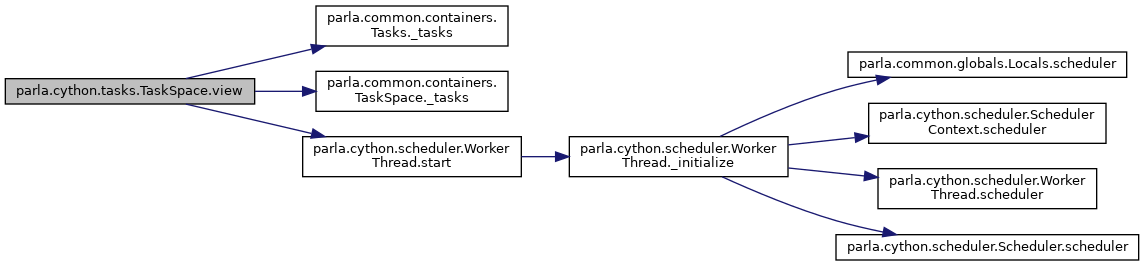 parla.cython.tasks.TaskSpace.view
parla.common.containers.
Tasks._tasks
parla.common.containers.
TaskSpace._tasks
parla.cython.scheduler.Worker
Thread.start
parla.cython.scheduler.Worker
Thread._initialize
parla.common.globals.Locals.scheduler
parla.cython.scheduler.Scheduler
Context.scheduler
parla.cython.scheduler.Worker
Thread.scheduler
parla.cython.scheduler.Scheduler.scheduler